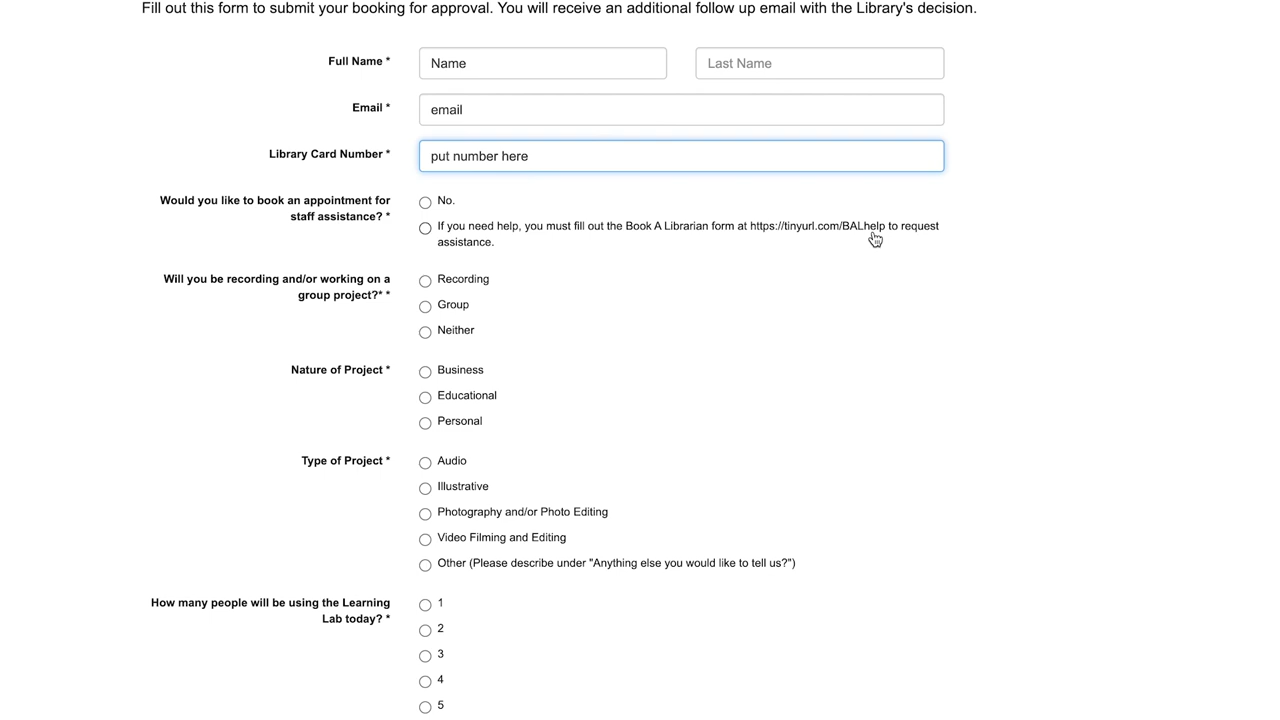 Fill out this form to submit your booking for approval. You will receive an additional follow up email with the Library's decision.
Full Name *
Name
Last Name
Email *
email
Library Card Number *
put number here
Would you like to book an appointment for
staff assistance? *
No.
If you need help, you must fill out the Book A Librarian form at https://tinyurl.com/BALhelp to request
assistance.
Will you be recording and/or working on a
group project?* *
Recording
Group
Neither
Nature of Project *
Business
Educational
Personal
Type of Project *
Audio
Illustrative
Photography and/or Photo Editing
Video Filming and Editing
Other (Please describe under "Anything else you would like to tell us?")
How many people will be using the Learning
Lab today? *
1
2
3
4
5